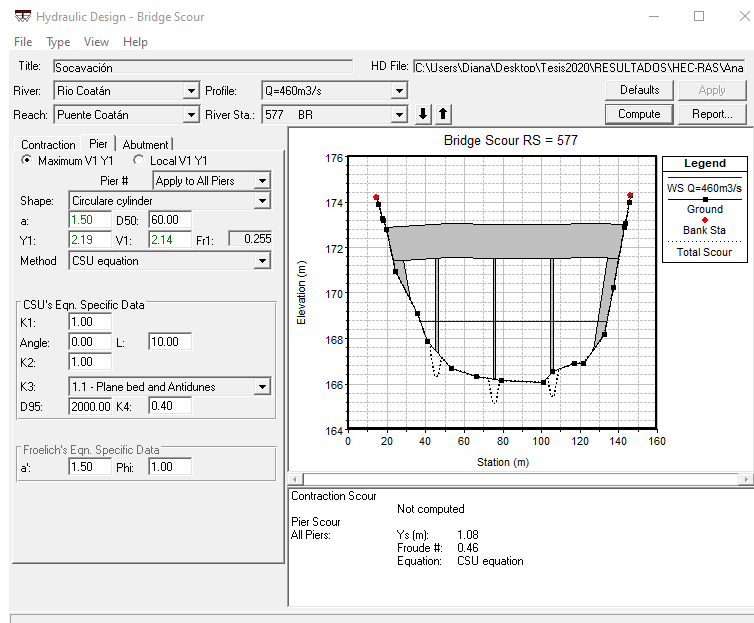 Hydraulic Design - Bridge Scour
File Type View Help
Title: Socavación HD File: C:\Users\Diana\Desktop\Tesis2020\RESULTADOS\HEC-RAS\Ana
River: Rio Coatán Profile: Q=460m3/s Defaults Apply
Reach: Puente Coatán River Sta.: 577 BR Compute Report...
Contraction Pier Abutment
Maximum V1 Y1 Local V1 Y1
Pier # Apply to All Piers
Shape: Circulare cylinder
a: 1.50 D50: 60.00
Y1: 2.19 V1: 2.14 Fr1: 0.255
Method CSU equation
CSU's Eqn. Specific Data
K1: 1.00
Angle: 0.00 L: 10.00
K2: 1.00
K3: 1.1 - Plane bed and Antidunes
D95: 2000.00 K4: 0.40
Froelich's Eqn. Specific Data
a': 1.50 Phi: 1.00
Bridge Scour RS = 577
176
174
172
170
168
166
164
Elevation (m)
0 20 40 60 80 100 120 140 160
Station (m)
Legend
WS Q=460m3/s
Ground
Bank Sta
Total Scour
Contraction Scour
Not computed
Pier Scour
All Piers: Ys (m): 1.08
Froude #: 0.46
Equation: CSU equation